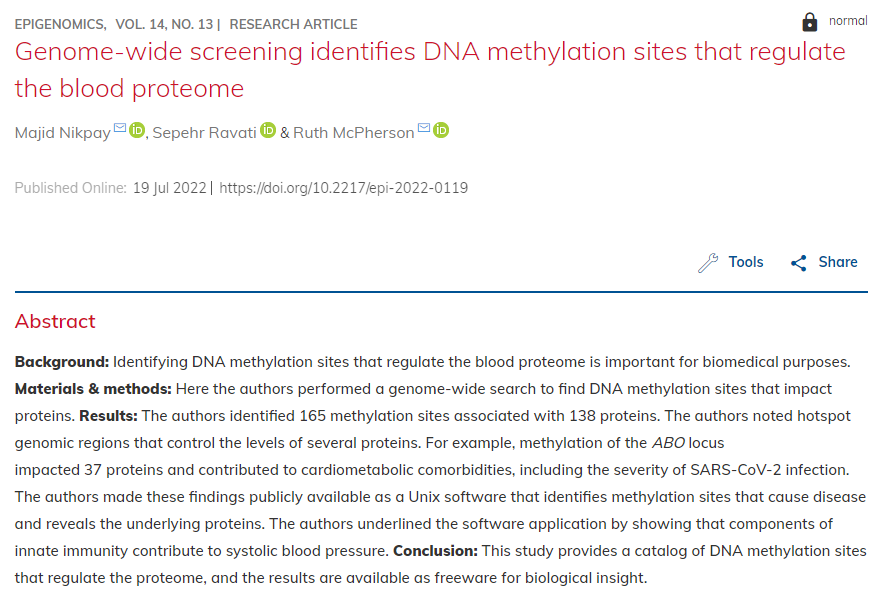 EPIGENOMICS, VOL. 14, NO. 13 | RESEARCH ARTICLE
normal
Genome-wide screening identifies DNA methylation sites that regulate
the blood proteome
Majid Nikpay iD, Sepehr Ravati iD & Ruth McPherson iD
Published Online: 19 Jul 2022 | https://doi.org/10.2217/epi-2022-0119
Tools Share
Abstract
Background: Identifying DNA methylation sites that regulate the blood proteome is important for biomedical purposes.
Materials & methods: Here the authors performed a genome-wide search to find DNA methylation sites that impact
proteins. Results: The authors identified 165 methylation sites associated with 138 proteins. The authors noted hotspot
genomic regions that control the levels of several proteins. For example, methylation of the ABO locus
impacted 37 proteins and contributed to cardiometabolic comorbidities, including the severity of SARS-CoV-2 infection.
The authors made these findings publicly available as a Unix software that identifies methylation sites that cause disease
and reveals the underlying proteins. The authors underlined the software application by showing that components of
innate immunity contribute to systolic blood pressure. Conclusion: This study provides a catalog of DNA methylation sites
that regulate the proteome, and the results are available as freeware for biological insight.